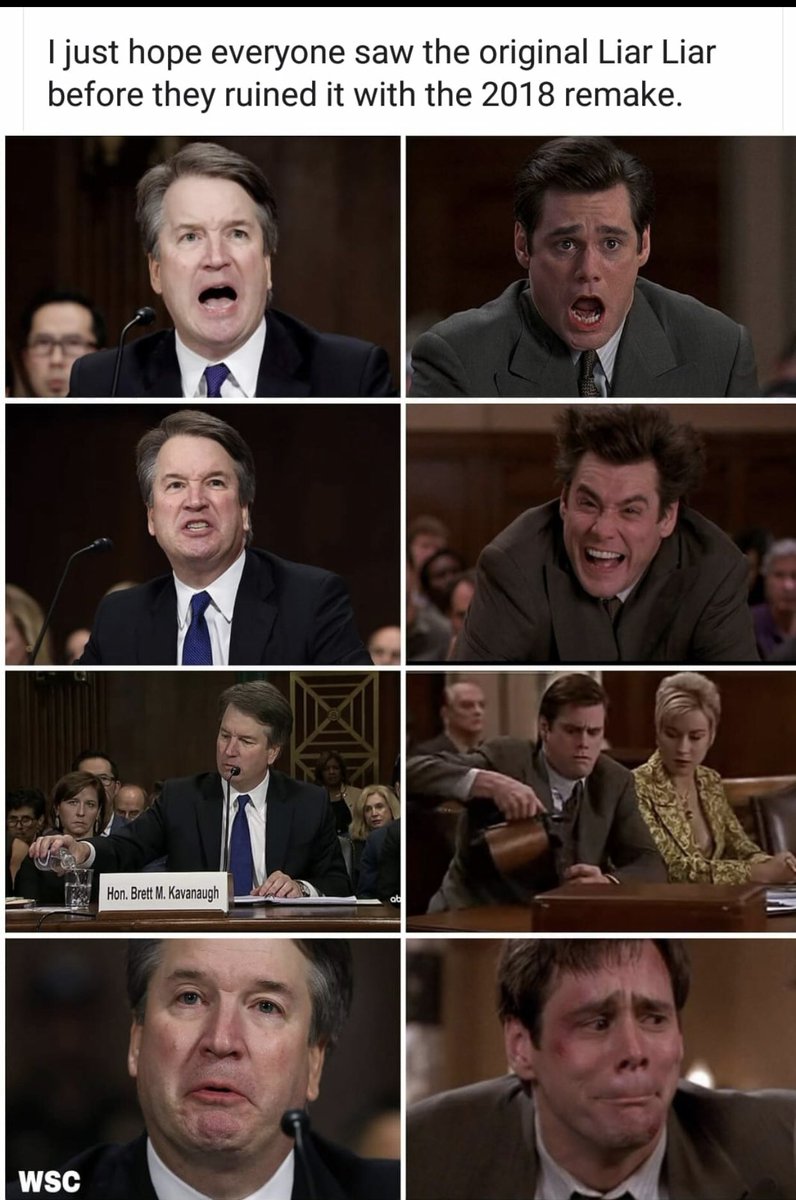 I just hope everyone saw the original Liar Liar
before they ruined it with the 2018 remake.
Hon. Brett M. Kavanaugh
WSC